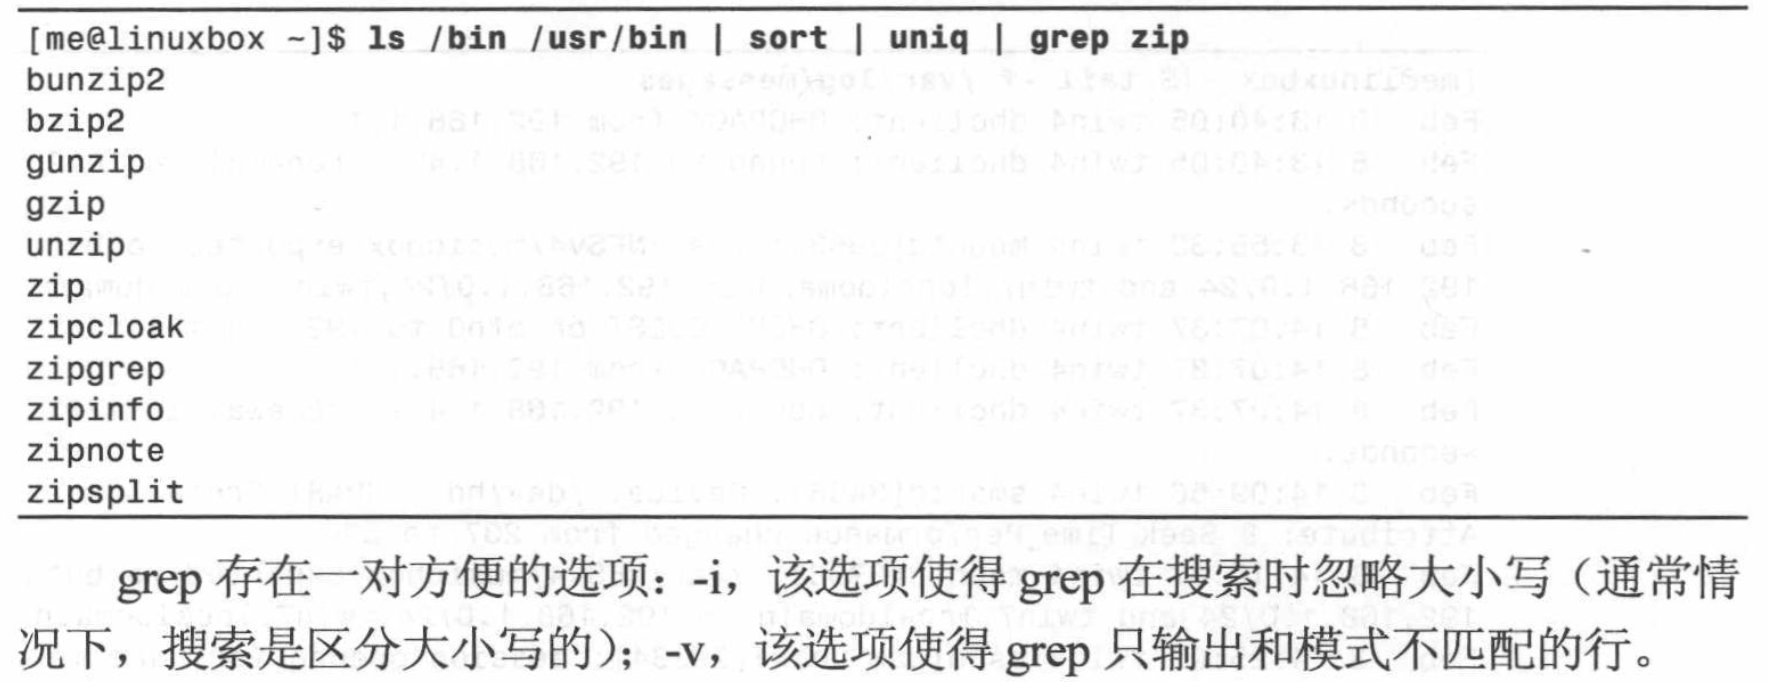 [me@linuxbox ~]$ ls /bin /usr/bin | sort | uniq | grep zip
bunzip2
bzip2
gunzip
gzip
unzip
zip
zipcloak
zipgrep
zipinfo
zipnote
zipsplit
grep 存在一对方便的选项：-i，该选项使得 grep 在搜索时忽略大小写（通常情
况下，搜索是区分大小写的）；-v，该选项使得 grep 只输出和模式不匹配的行。